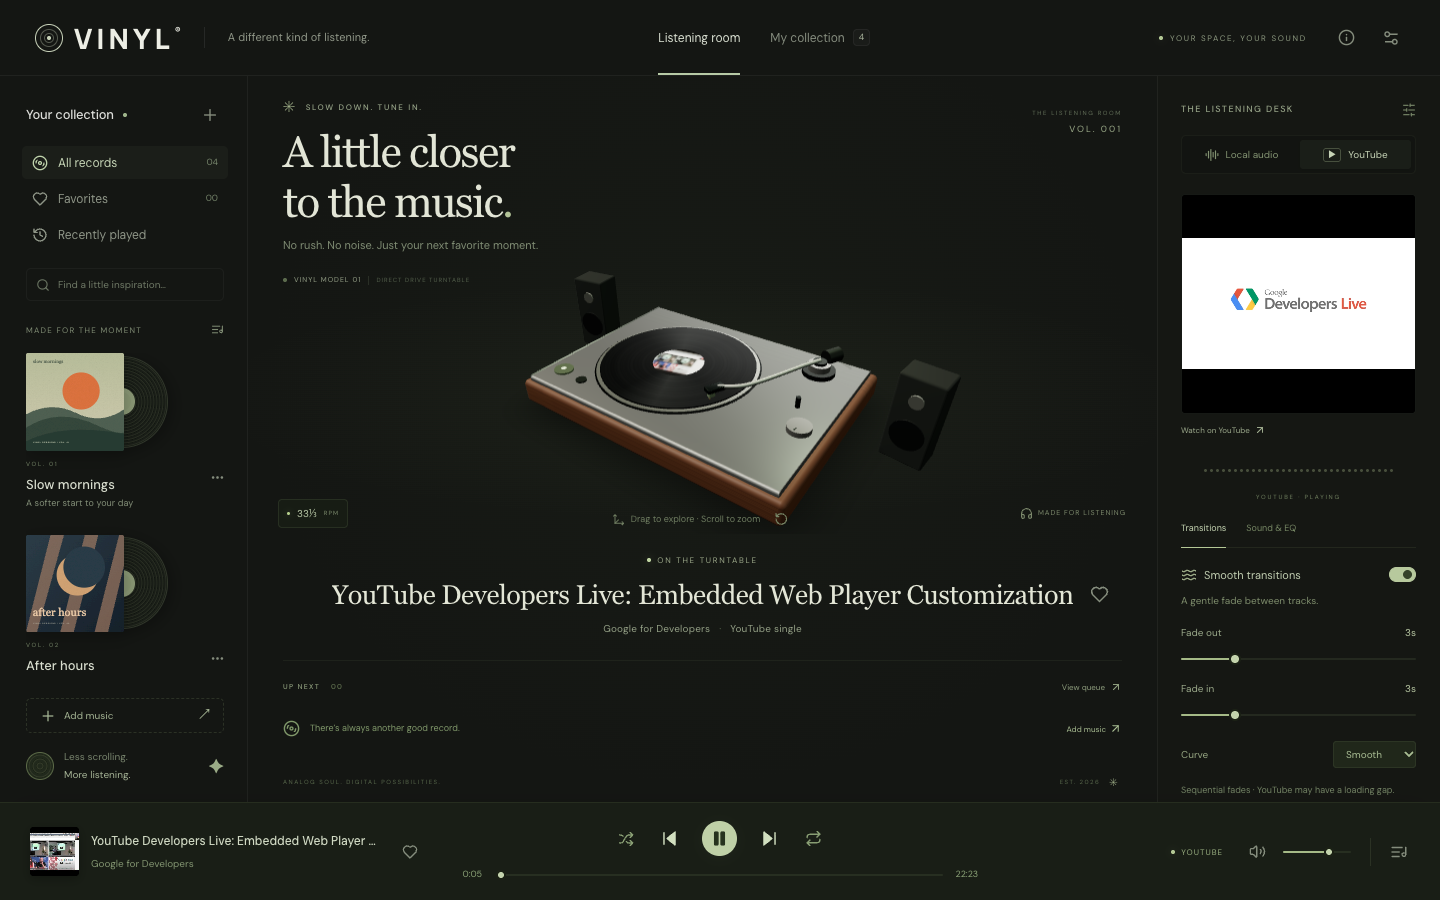 VINYL®
A different kind of listening.
Listening room
My collection 4
YOUR SPACE, YOUR SOUND
Your collection
All records 04
Favorites 00
Recently played
Find a little inspiration...
MADE FOR THE MOMENT
slow mornings
VOL. 01
Slow mornings
A softer start to your day
after hours
VOL. 02
After hours
Add music
Less scrolling.
More listening.
SLOW DOWN. TUNE IN.
A little closer
to the music.
No rush. No noise. Just your next favorite moment.
VINYL MODEL 01 | DIRECT DRIVE TURNTABLE
THE LISTENING ROOM
VOL. 001
33⅓ RPM
Drag to explore · Scroll to zoom
MADE FOR LISTENING
ON THE TURNTABLE
YouTube Developers Live: Embedded Web Player Customization
Google for Developers · YouTube single
UP NEXT 00
View queue
There's always another good record.
Add music
ANALOG SOUL. DIGITAL POSSIBILITIES.
EST. 2026
THE LISTENING DESK
Local audio
YouTube
Google
Developers Live
Watch on YouTube
YOUTUBE · PLAYING
Transitions
Sound & EQ
Smooth transitions
A gentle fade between tracks.
Fade out 3s
Fade in 3s
Curve Smooth
Sequential fades · YouTube may have a loading gap.
YouTube Developers Live: Embedded Web Player ...
Google for Developers
0:05
22:23
YOUTUBE